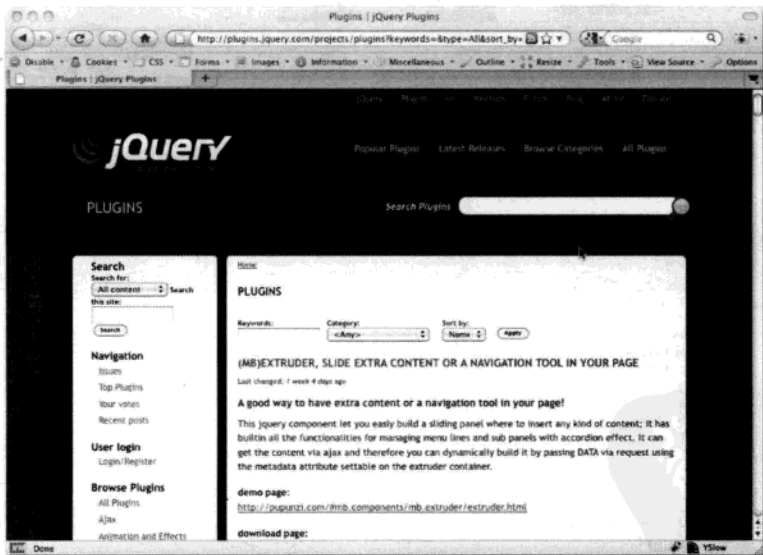 Plugins | jQuery Plugins
http://plugins.jquery.com/projects/plugins?keywords=&type=All&sort_by=
Google
Disable Cookies CSS Forms Images Information Miscellaneous Outline Resize Tools View Source Options
Plugins | jQuery Plugins
jQuery Plugins UI Meetups Forum Blog About Donate
jQuery
Popular Plugins Latest Releases Browse Categories All Plugins
PLUGINS
Search Plugins
Search
Search for:
All content Search
this site:
Search
Navigation
Issues
Top Plugins
Your votes
Recent posts
User login
Login/Register
Browse Plugins
All Plugins
Ajax
Animation and Effects
Home
PLUGINS
Keywords: Category: Sort by:
<Any> Name Apply
(MB)EXTRUDER, SLIDE EXTRA CONTENT OR A NAVIGATION TOOL IN YOUR PAGE
Last changed: 1 week 4 days ago
A good way to have extra content or a navigation tool in your page!
This jquery component let you easily build a sliding panel where to insert any kind of content; it has
builtin all the functionalities for managing menu lines and sub panels with accordion effect. It can
get the content via ajax and therefore you can dynamically build it by passing DATA via request using
the metadata attribute settable on the extruder container.
demo page:
http://pupunzi.com/#mb.components/mb.extruder/extruder.html
download page:
Done
YSlow